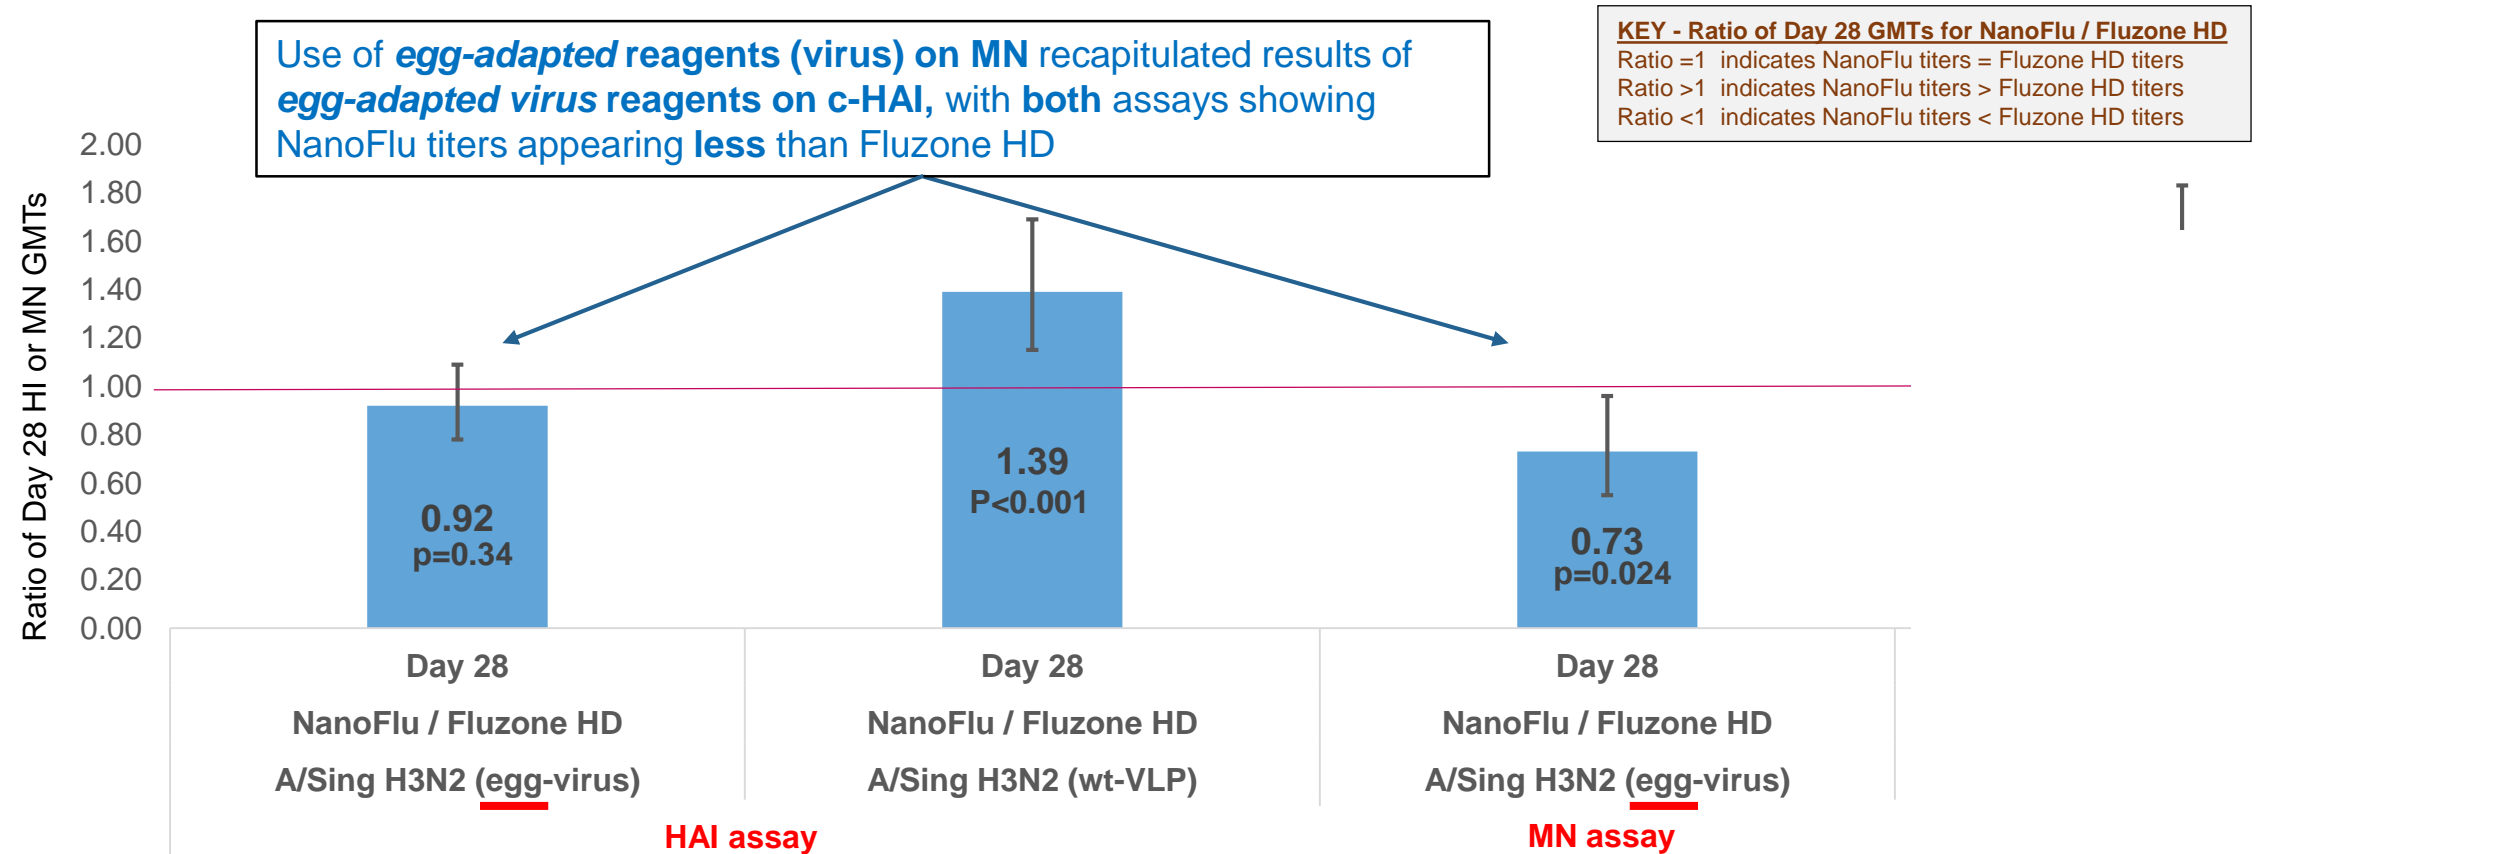 Use of egg-adapted reagents (virus) on MN recapitulated results of
egg-adapted virus reagents on c-HAI, with both assays showing
NanoFlu titers appearing less than Fluzone HD
KEY - Ratio of Day 28 GMTs for NanoFlu / Fluzone HD
Ratio =1 indicates NanoFlu titers = Fluzone HD titers
Ratio >1 indicates NanoFlu titers > Fluzone HD titers
Ratio <1 indicates NanoFlu titers < Fluzone HD titers
Ratio of Day 28 HI or MN GMTs
2.00
1.80
1.60
1.40
1.20
1.00
0.80
0.60
0.40
0.20
0.00
0.92
p=0.34
1.39
P<0.001
0.73
p=0.024
Day 28
NanoFlu / Fluzone HD
A/Sing H3N2 (egg-virus)
Day 28
NanoFlu / Fluzone HD
A/Sing H3N2 (wt-VLP)
Day 28
NanoFlu / Fluzone HD
A/Sing H3N2 (egg-virus)
HAI assay
MN assay